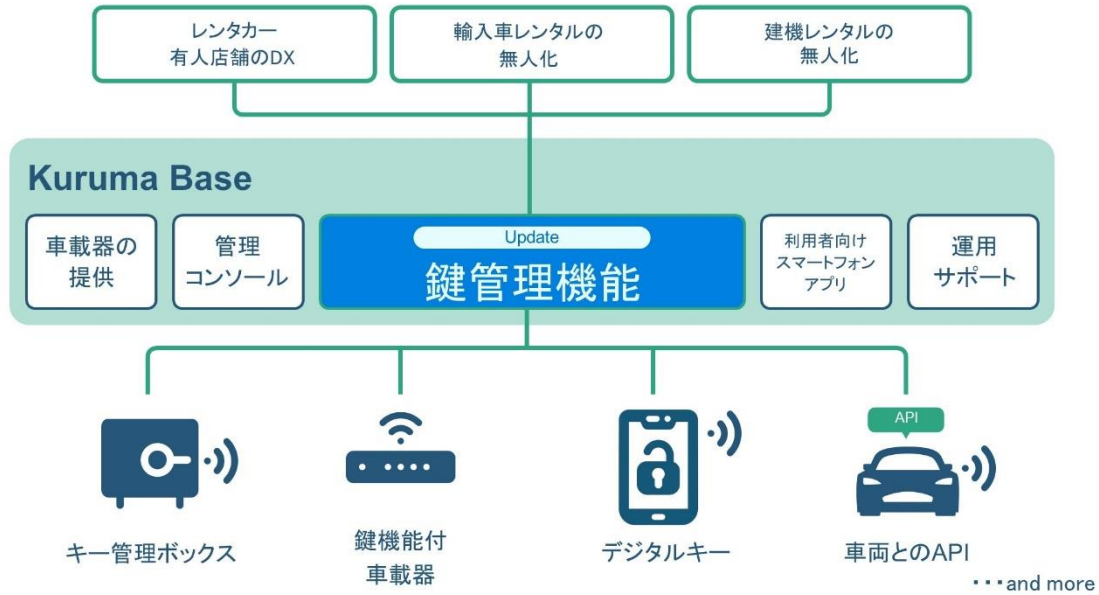 レンタカー
有人店舗のDX
輸入車レンタルの
無人化
建機レンタルの
無人化
Kuruma Base
車載器の
提供
管理
コンソール
Update
鍵管理機能
利用者向け
スマートフォン
アプリ
運用
サポート
API
キー管理ボックス
鍵機能付
車載器
デジタルキー
車両とのAPI
・・・and more